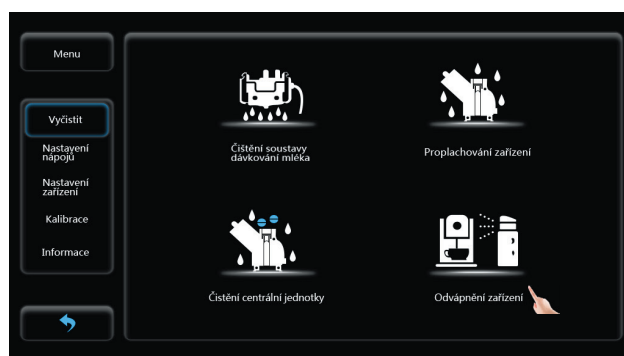 Menu
Vyčistit
Nastavení
nápojů
Nastavení
zařízení
Kalibrace
Informace
Čištění soustavy
dávkování mléka
Proplachování zařízení
Čistění centrální jednotky
Odvápnění zařízení